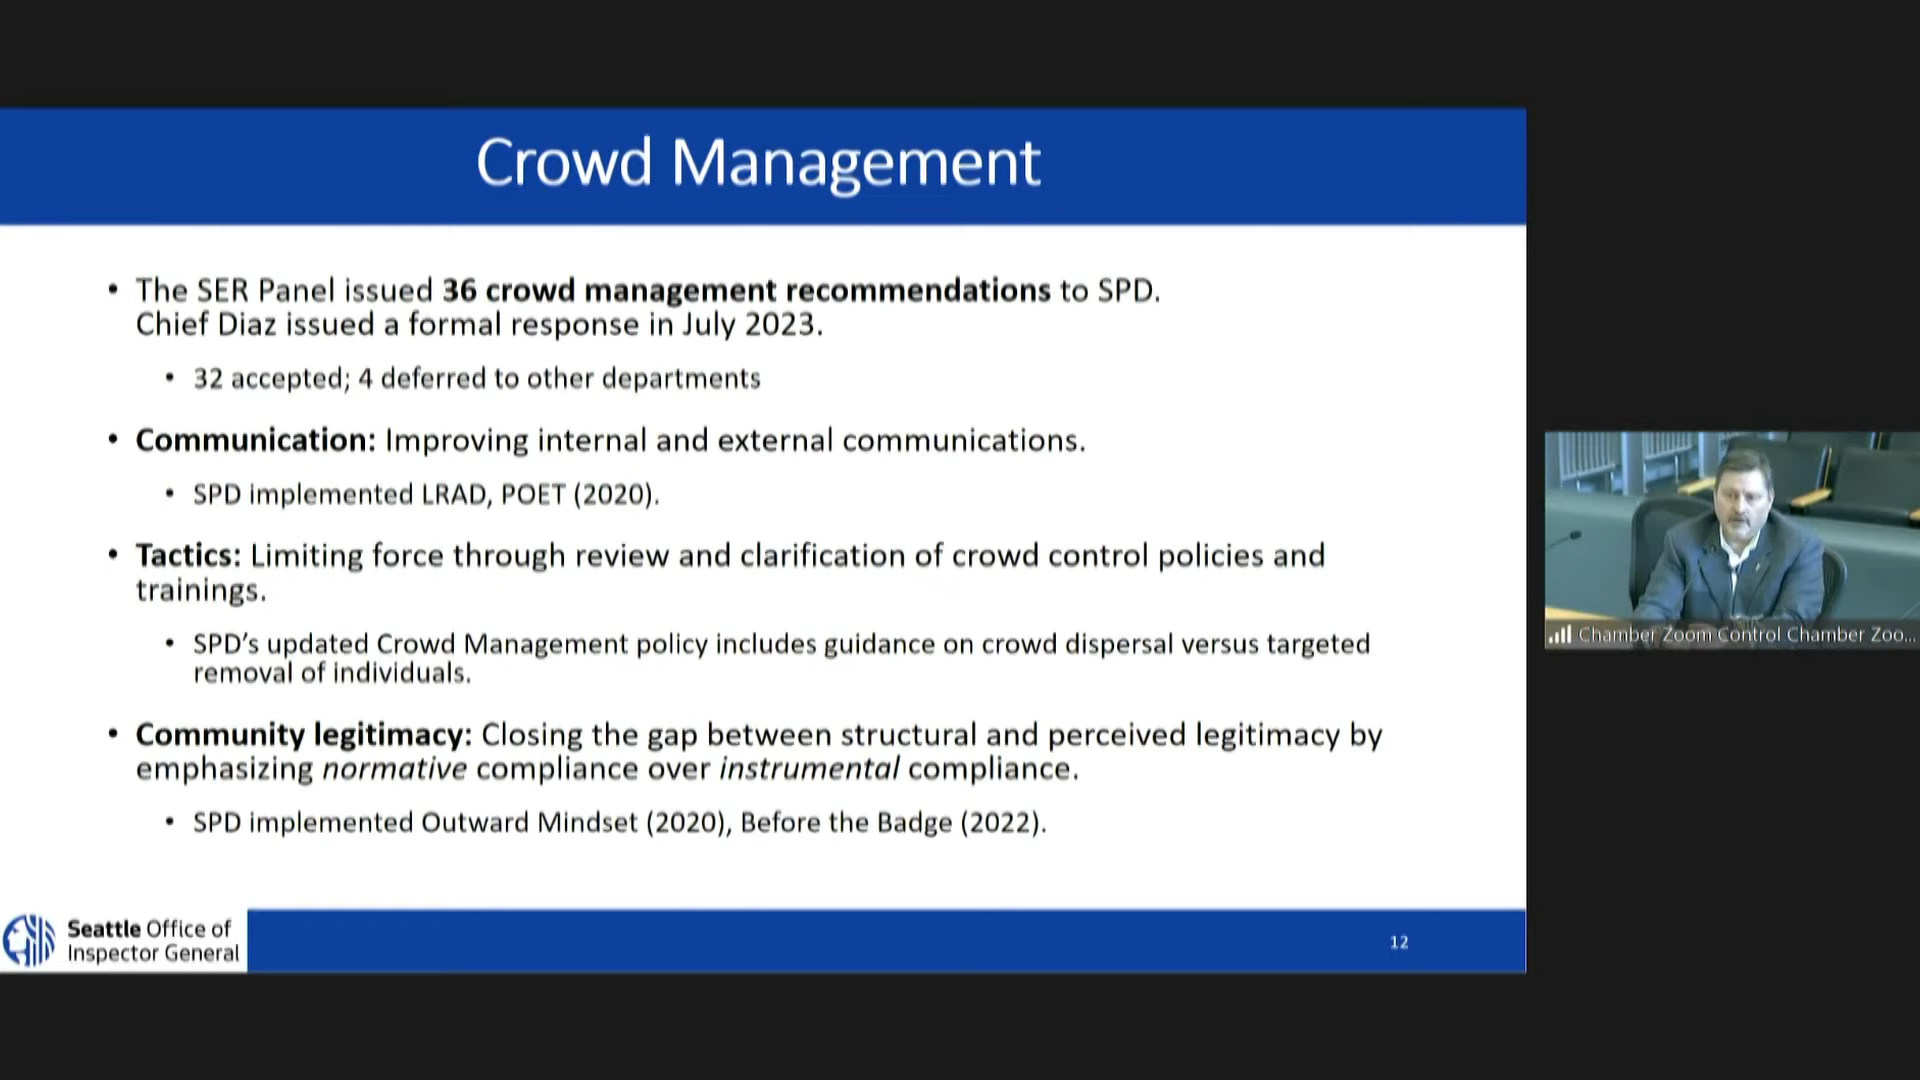 Crowd Management
• The SER Panel issued 36 crowd management recommendations to SPD.
Chief Diaz issued a formal response in July 2023.
• 32 accepted; 4 deferred to other departments
• Communication: Improving internal and external communications.
• SPD implemented LRAD, POET (2020).
• Tactics: Limiting force through review and clarification of crowd control policies and
trainings.
• SPD’s updated Crowd Management policy includes guidance on crowd dispersal versus targeted
removal of individuals.
• Community legitimacy: Closing the gap between structural and perceived legitimacy by
emphasizing normative compliance over instrumental compliance.
• SPD implemented Outward Mindset (2020), Before the Badge (2022).
Seattle Office of
Inspector General
12
Chamber Zoom Control Chamber Zoo...